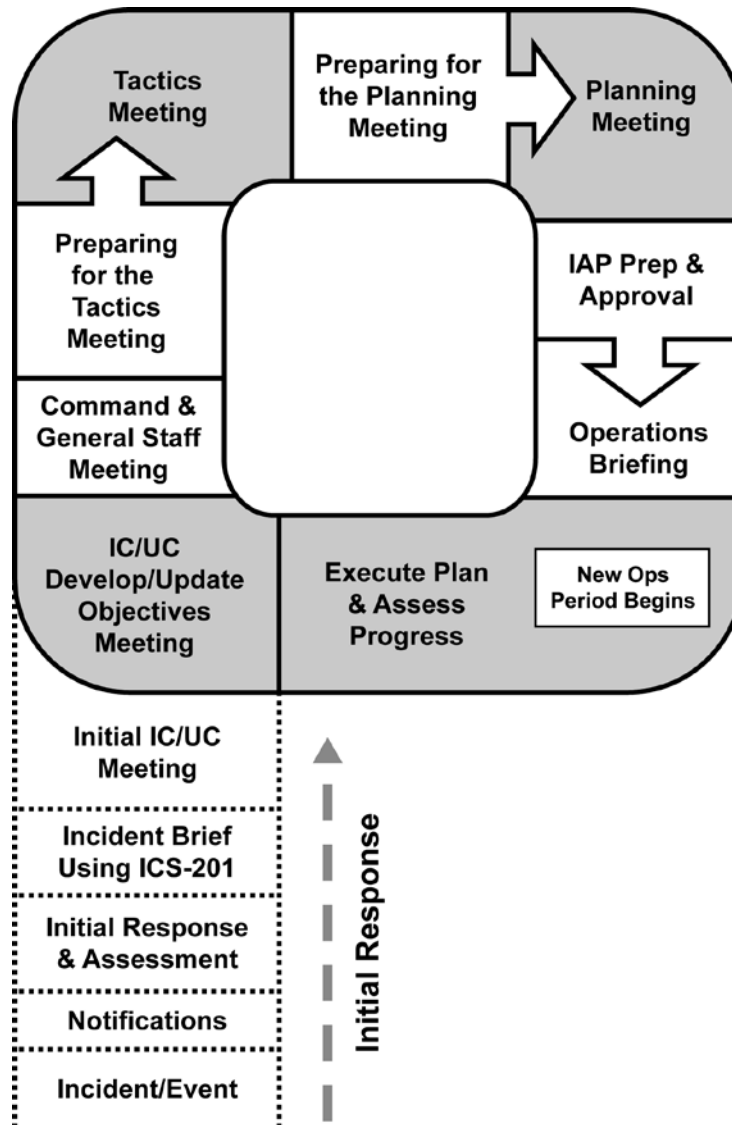 Tactics
Meeting
Preparing for
the Planning
Meeting
Planning
Meeting
Preparing
for the
Tactics
Meeting
IAP Prep &
Approval
Command &
General Staff
Meeting
Operations
Briefing
IC/UC
Develop/Update
Objectives
Meeting
Execute Plan
& Assess
Progress
New Ops
Period Begins
Initial IC/UC
Meeting
Incident Brief
Using ICS-201
Initial Response
& Assessment
Notifications
Incident/Event
Initial Response